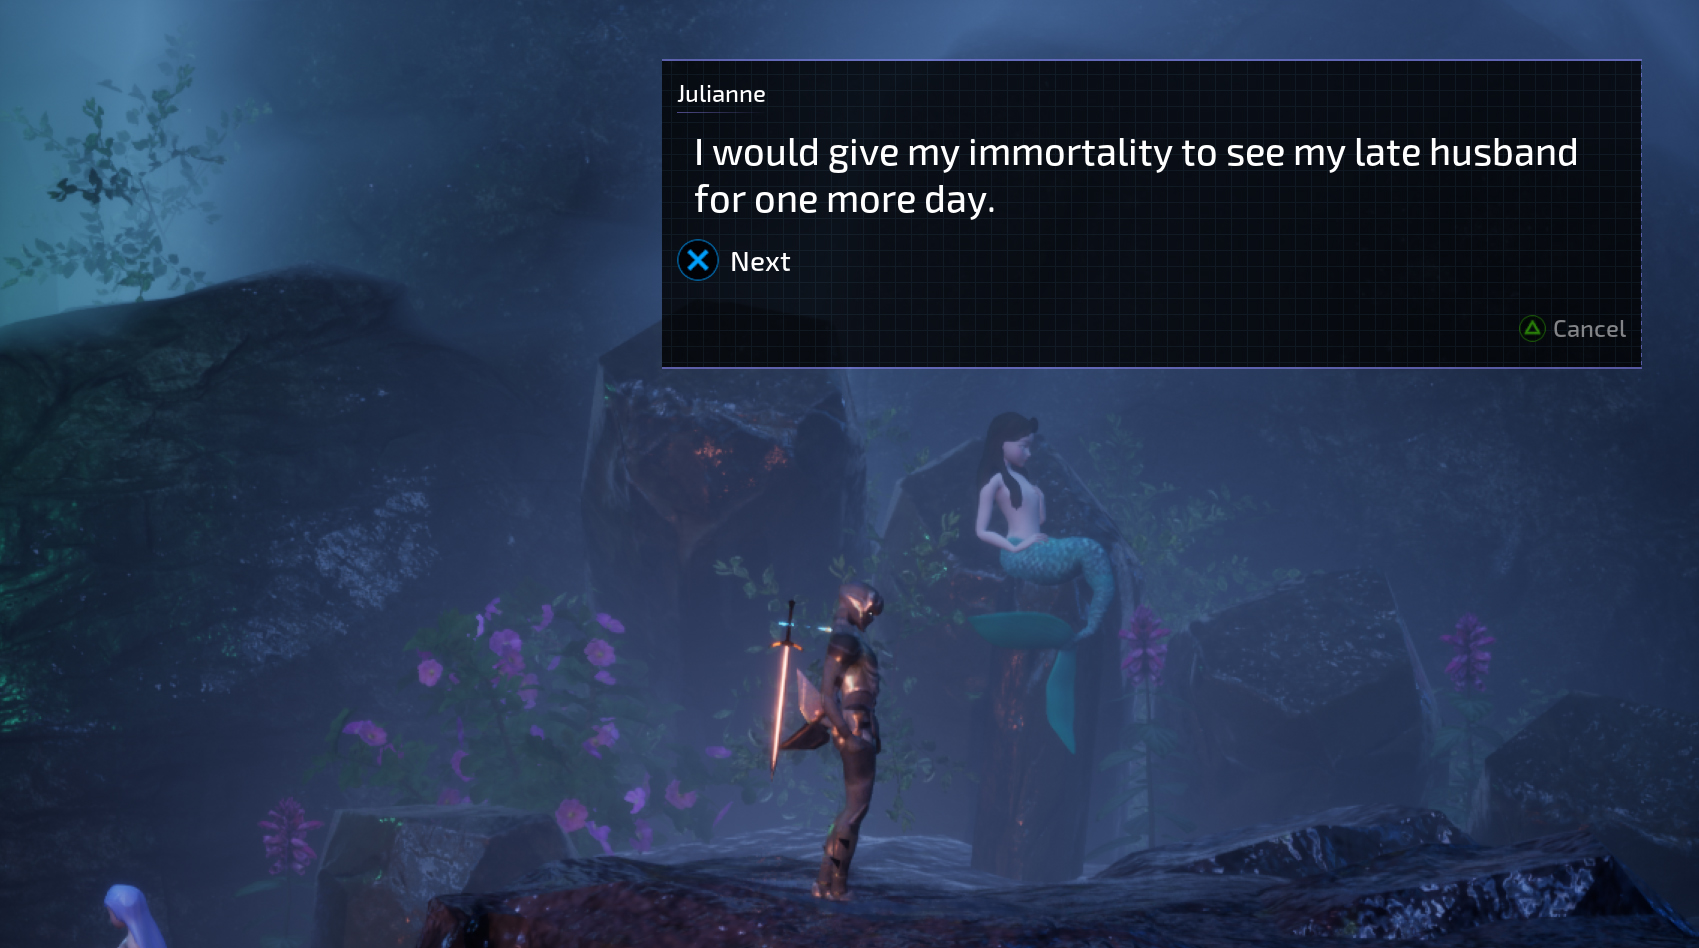 Julianne
I would give my immortality to see my late husband
for one more day.
Next
Cancel